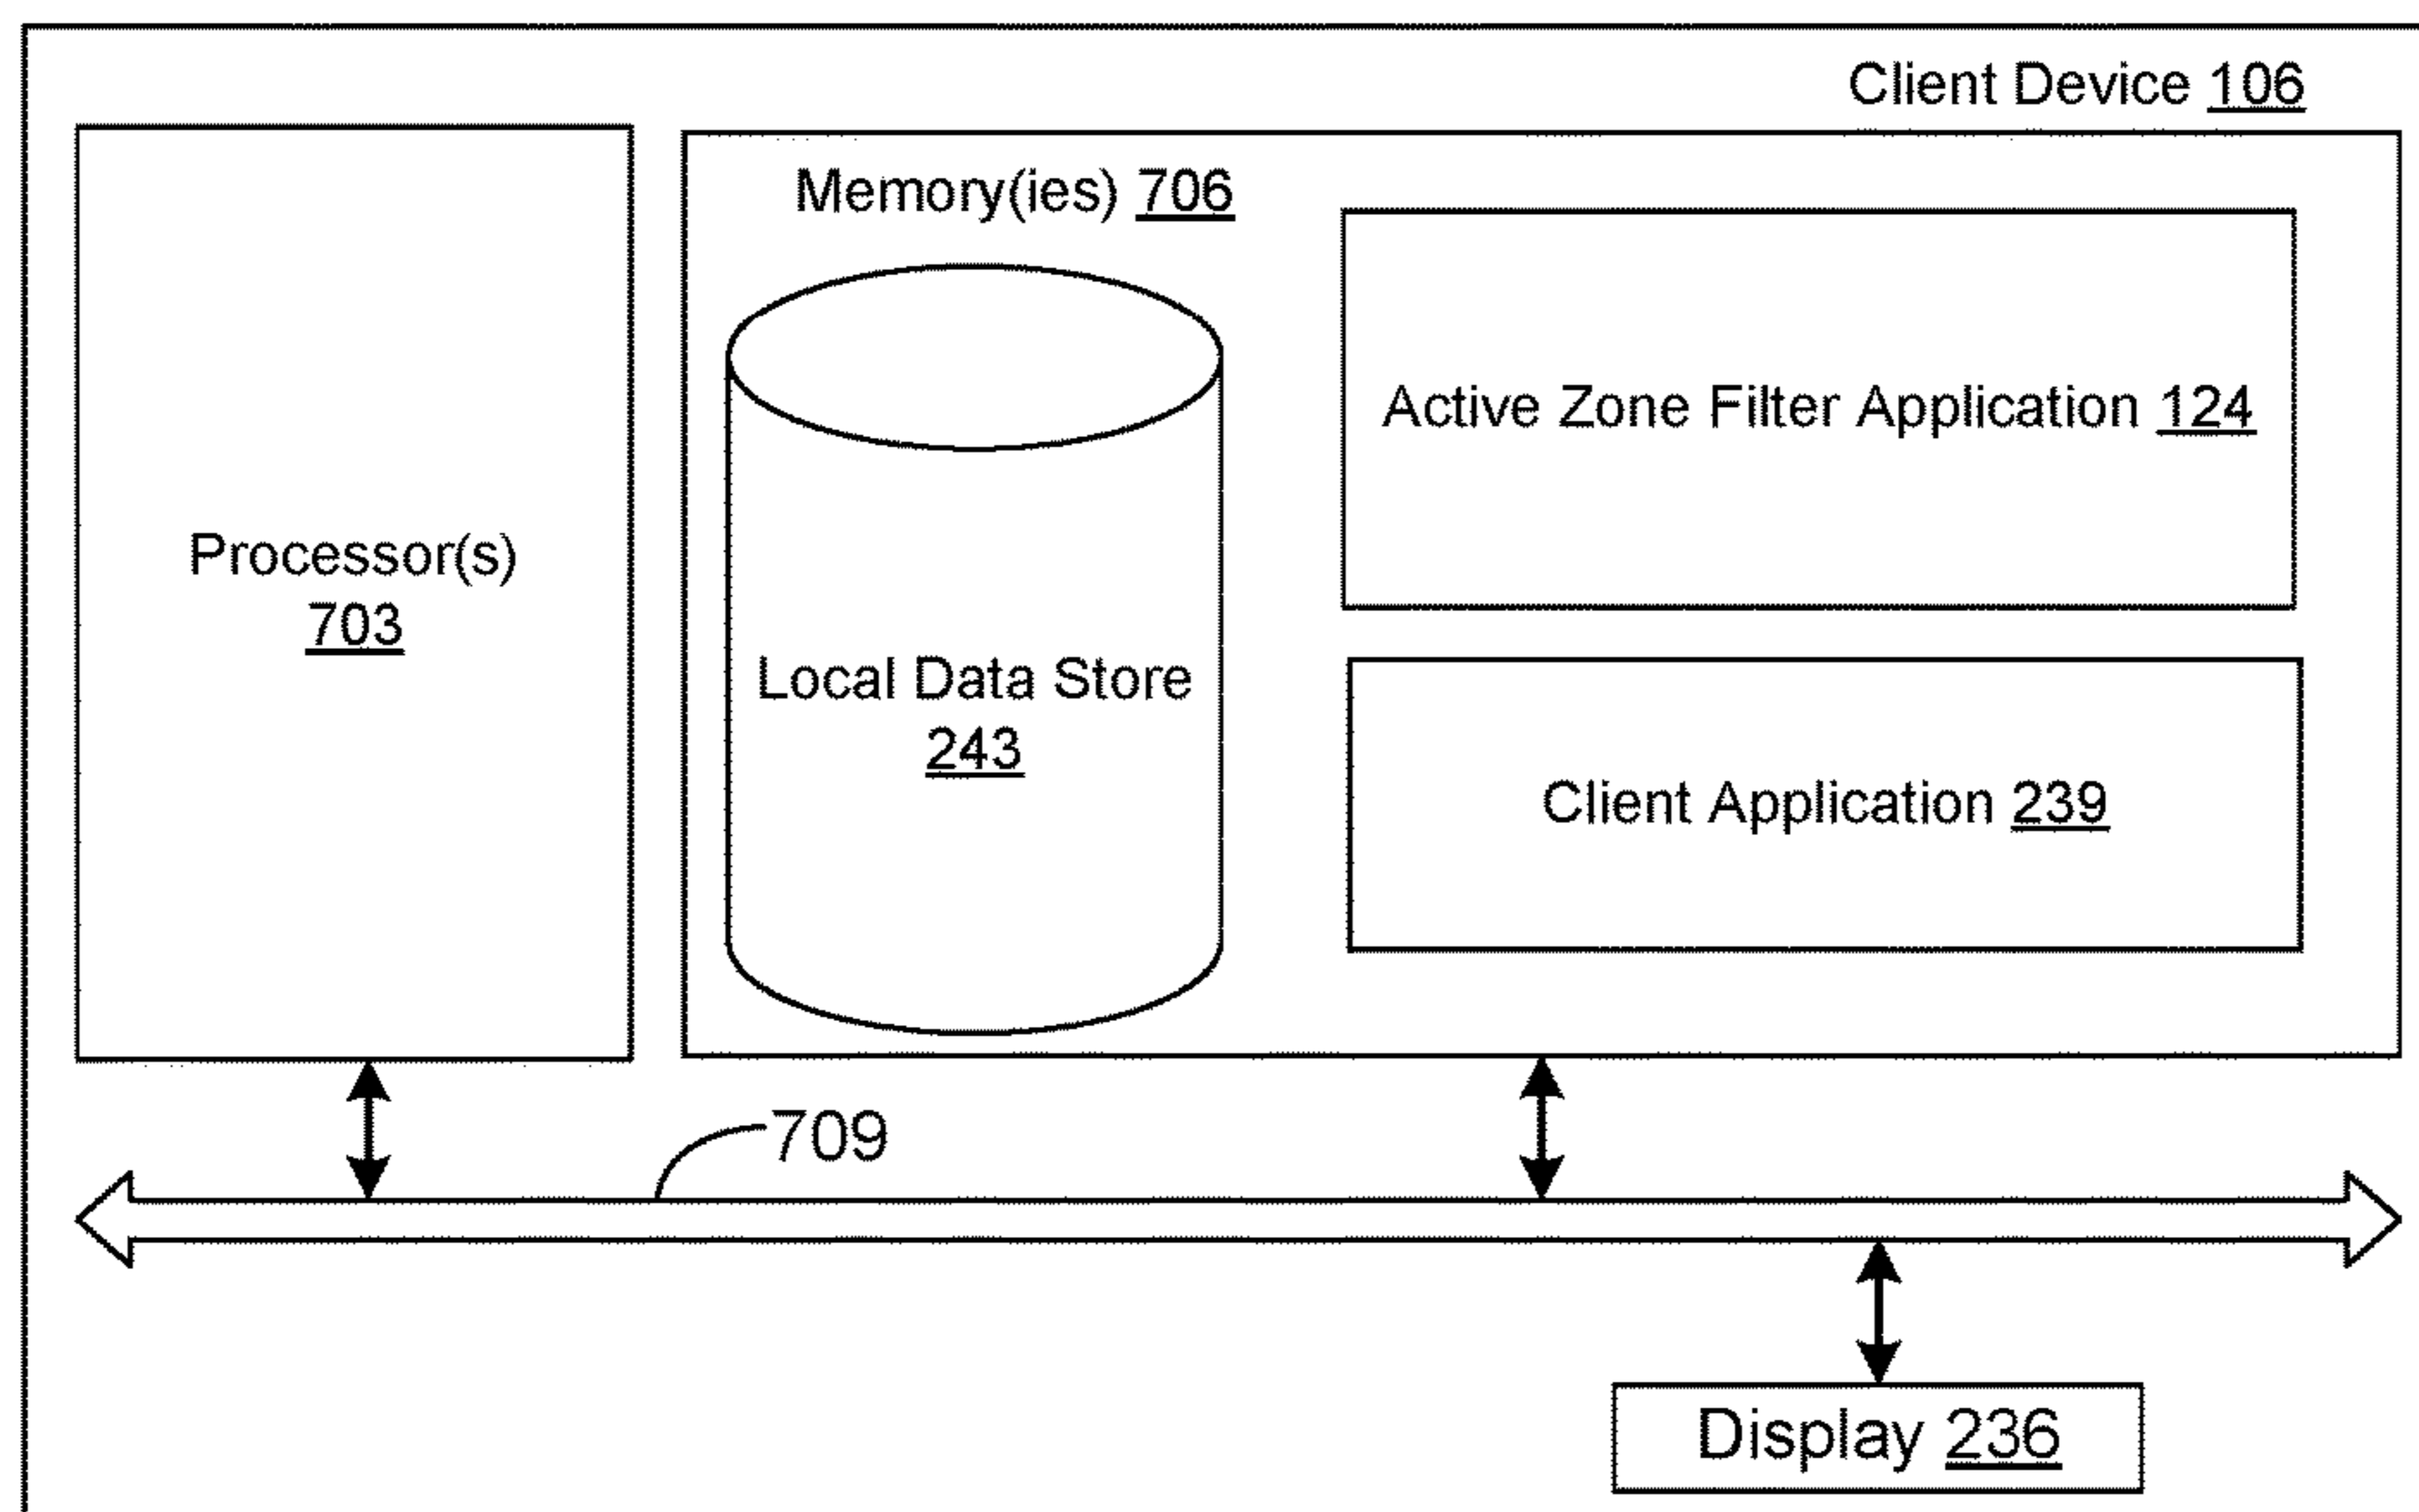 Client Device 106
Memory(ies) 706
Active Zone Filter Application 124
Processor(s)
703
Local Data Store
243
Client Application 239
709
Display 236